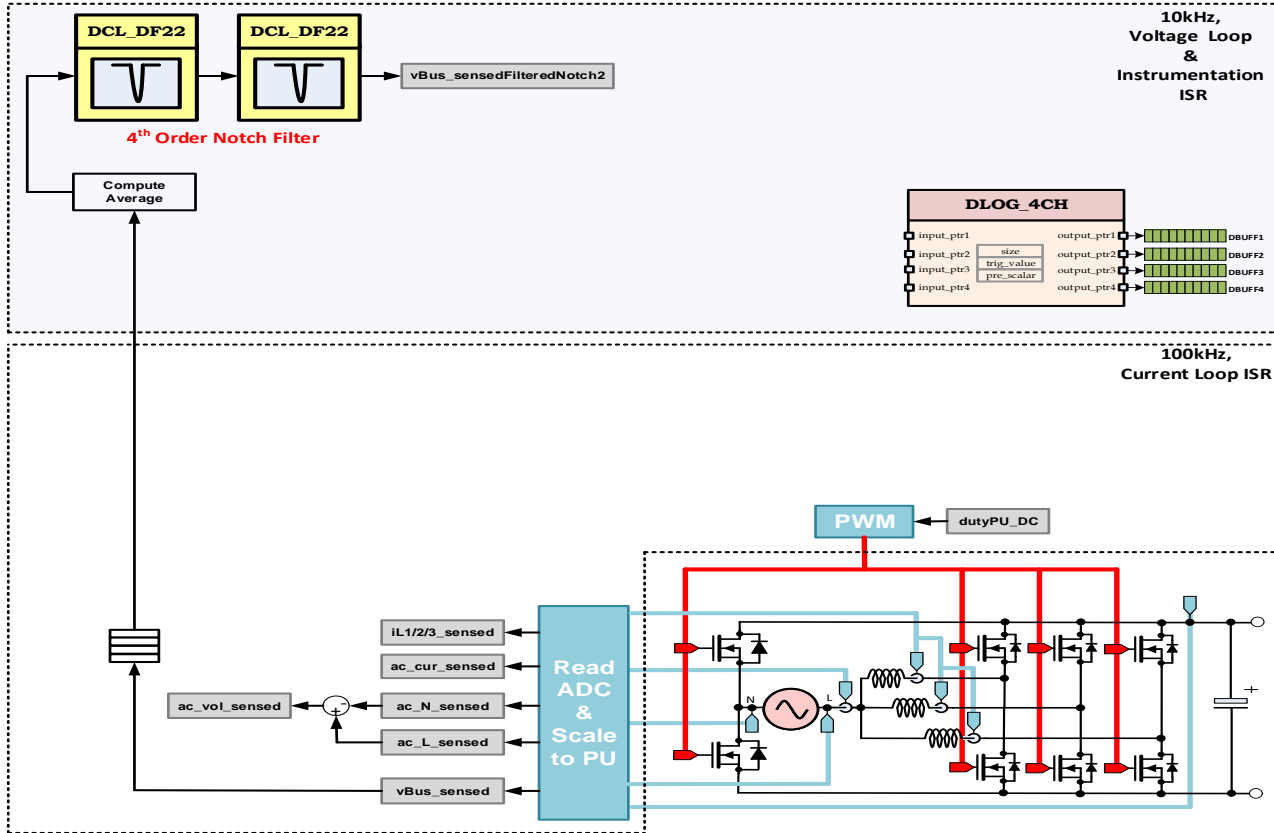 10kHz,
Voltage Loop
&
Instrumentation
ISR
DCL_DF22
DCL_DF22
vBus_sensedFilteredNotch2
4th Order Notch Filter
Compute
Average
DLOG_4CH
input_ptr1
input_ptr2
input_ptr3
input_ptr4
size
trig_value
pre_scalar
output_ptr1
output_ptr2
output_ptr3
output_ptr4
DBUFF1
DBUFF2
DBUFF3
DBUFF4
100kHz,
Current Loop ISR
PWM
dutyPU_DC
iL1/2/3_sensed
ac_cur_sensed
ac_vol_sensed
- +
ac_N_sensed
ac_L_sensed
vBus_sensed
Read
ADC
&
Scale
to PU
N
L
+